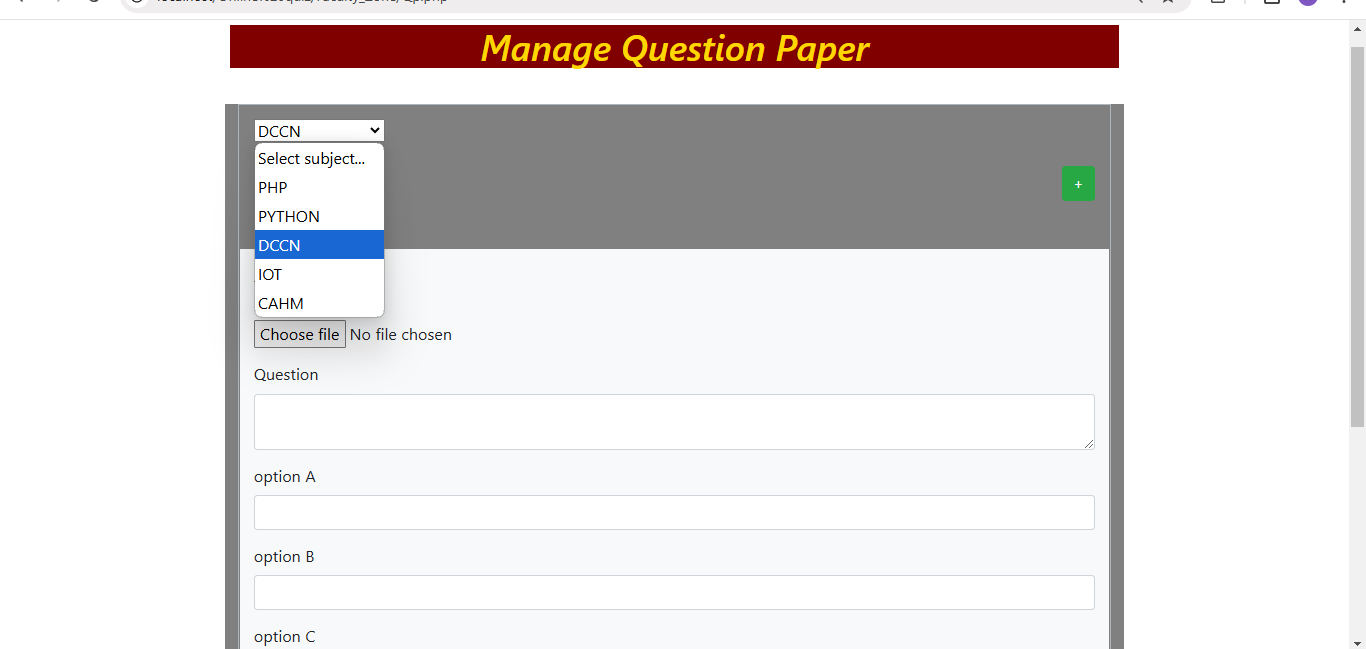 Manage Question Paper
DCCN
Select subject...
PHP
PYTHON
DCCN
IOT
CAHM
+
Choose file No file chosen
Question
option A
option B
option C